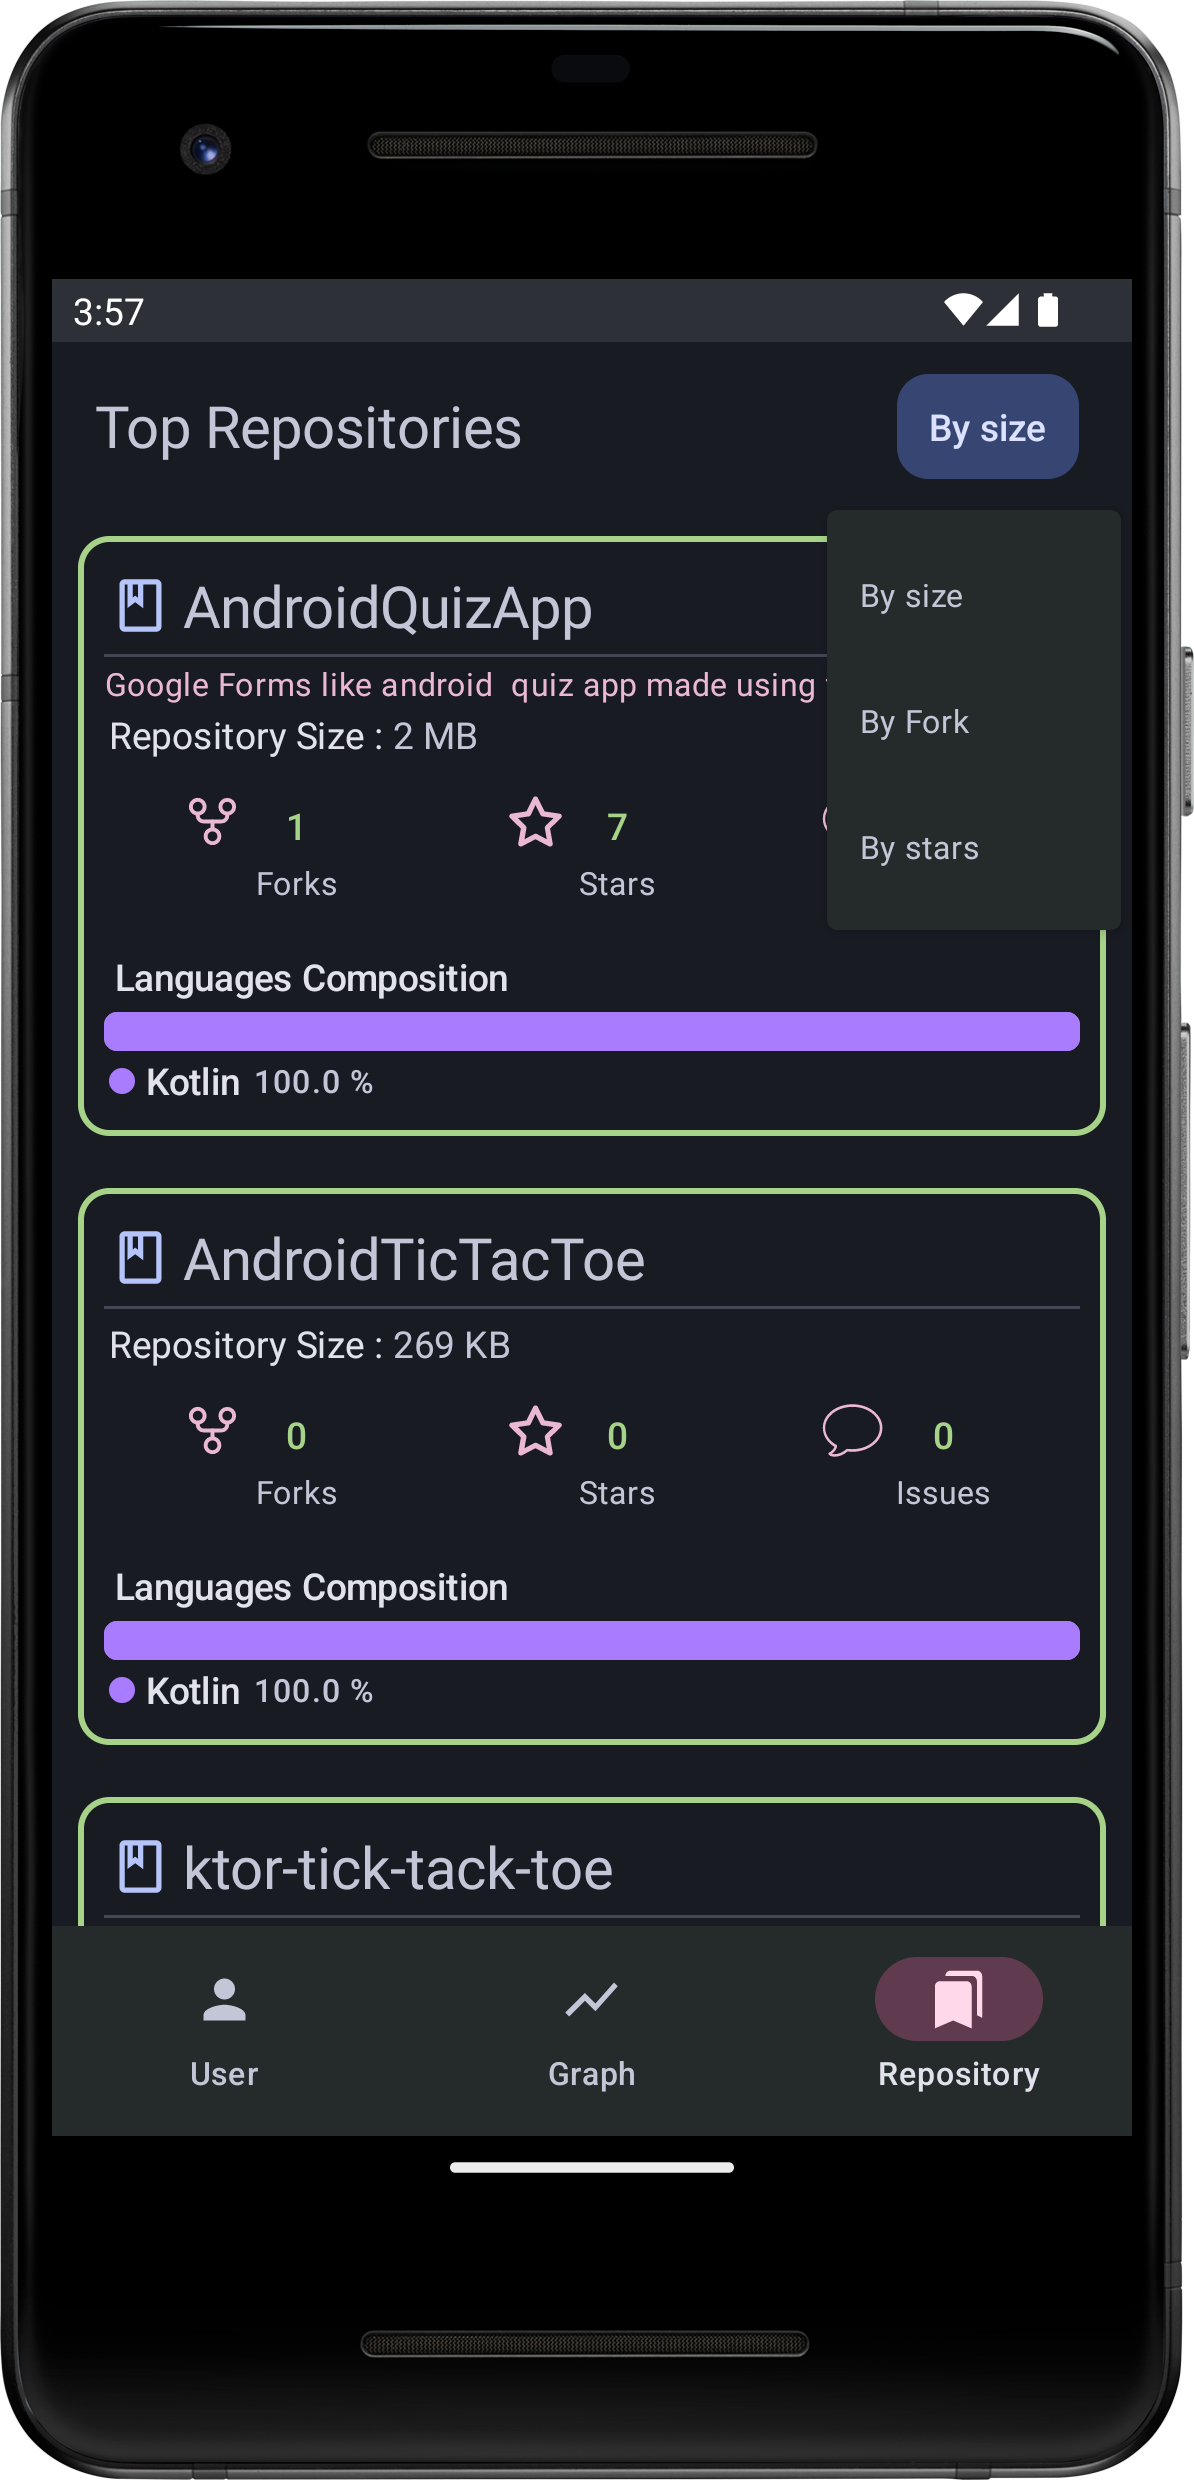 3:57
Top Repositories
By size
By size
By Fork
By stars
AndroidQuizApp
Google Forms like android  quiz app made using
Repository Size : 2 MB
1
7
Forks
Stars
Languages Composition
Kotlin 100.0 %
AndroidTicTacToe
Repository Size : 269 KB
0
0
0
Forks
Stars
Issues
Languages Composition
Kotlin 100.0 %
ktor-tick-tack-toe
User
Graph
Repository